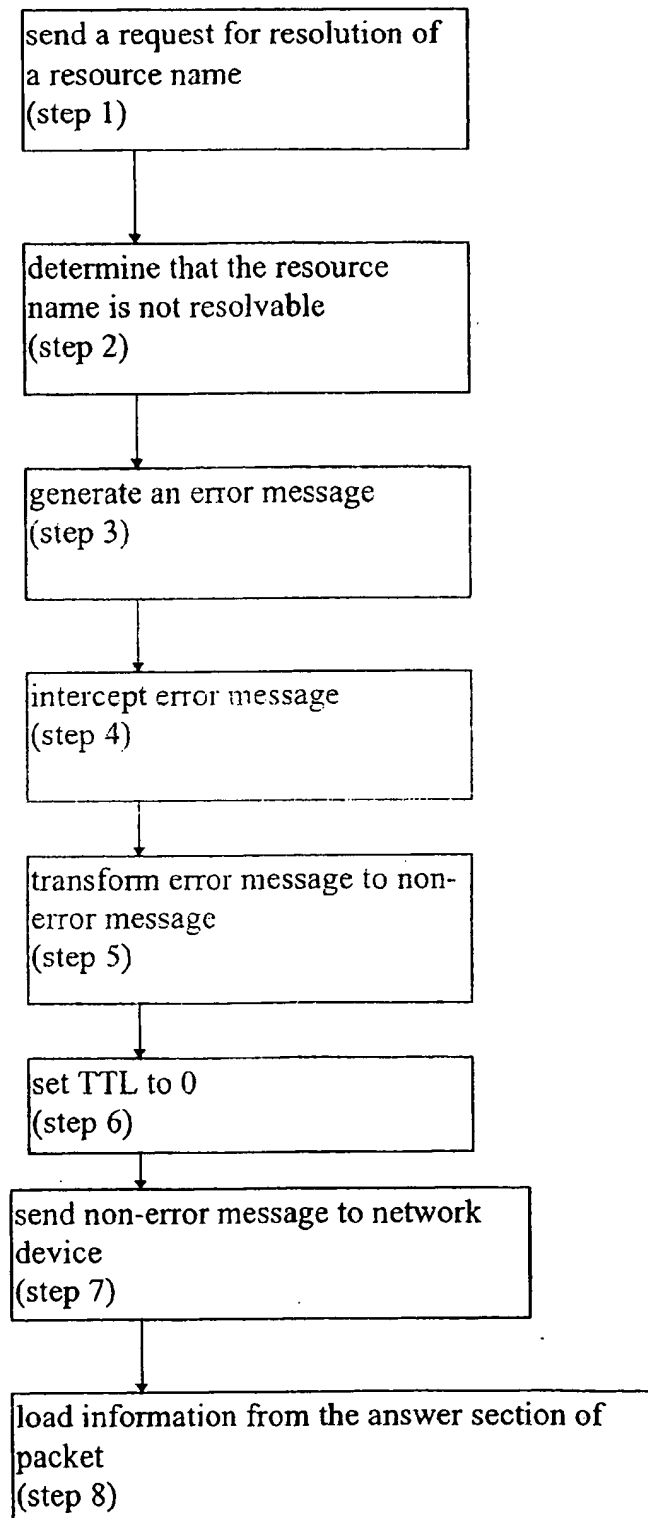 send a request for resolution of
a resource name
(step 1)
determine that the resource
name is not resolvable
(step 2)
generate an error message
(step 3)
intercept error message
(step 4)
transform error message to non-
error message
(step 5)
set TTL to 0
(step 6)
send non-error message to network
device
(step 7)
load information from the answer section of
packet
(step 8)